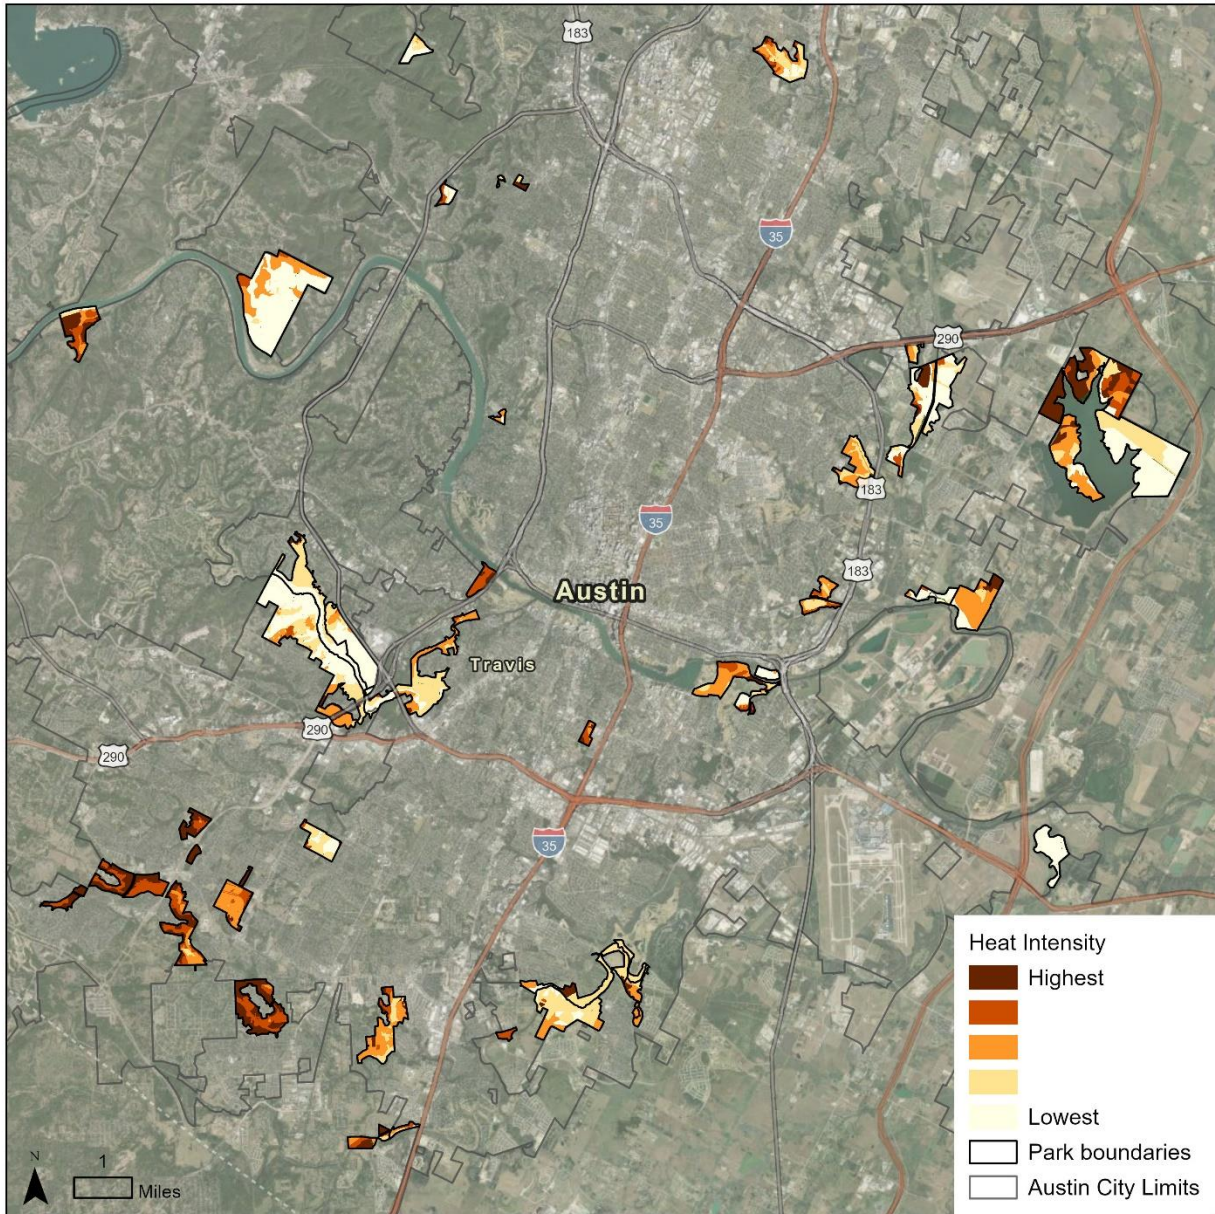 183
35
290
183
35
183
Austin
Travis
290
290
35
Heat Intensity
Highest
Lowest
Park boundaries
Austin City Limits
N
1
Miles